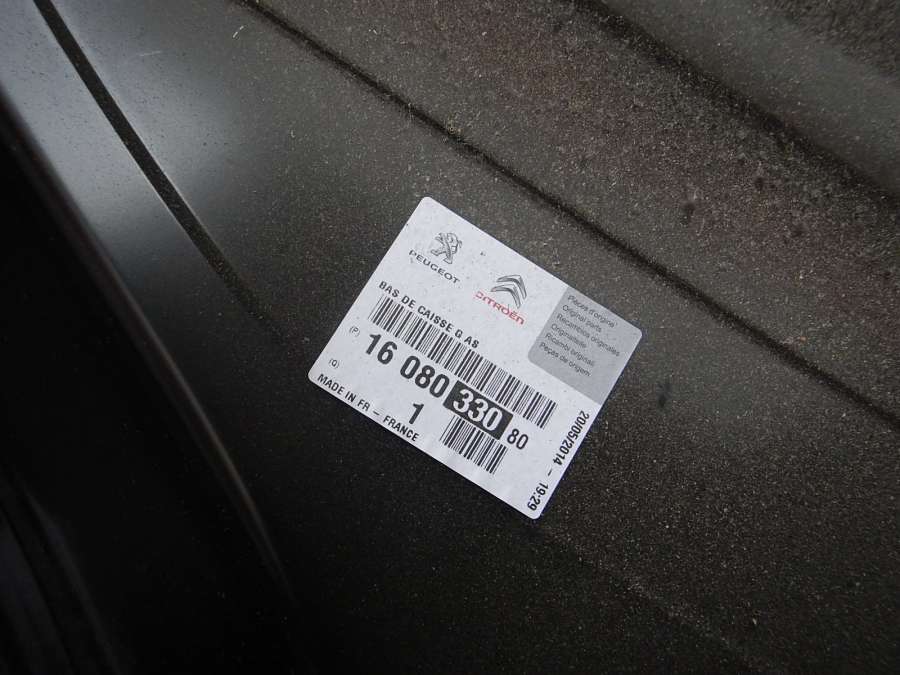 PEUGEOT
CITROËN
Pièces d'origine
Original parts
Recambios originales
Originalteile
Ricambi originali
Peças de origem
BAS DE CAISSE G AS
(P)
16 080 330 80
(Q)
1
MADE IN FR - FRANCE
20/05/2014 - 19:29